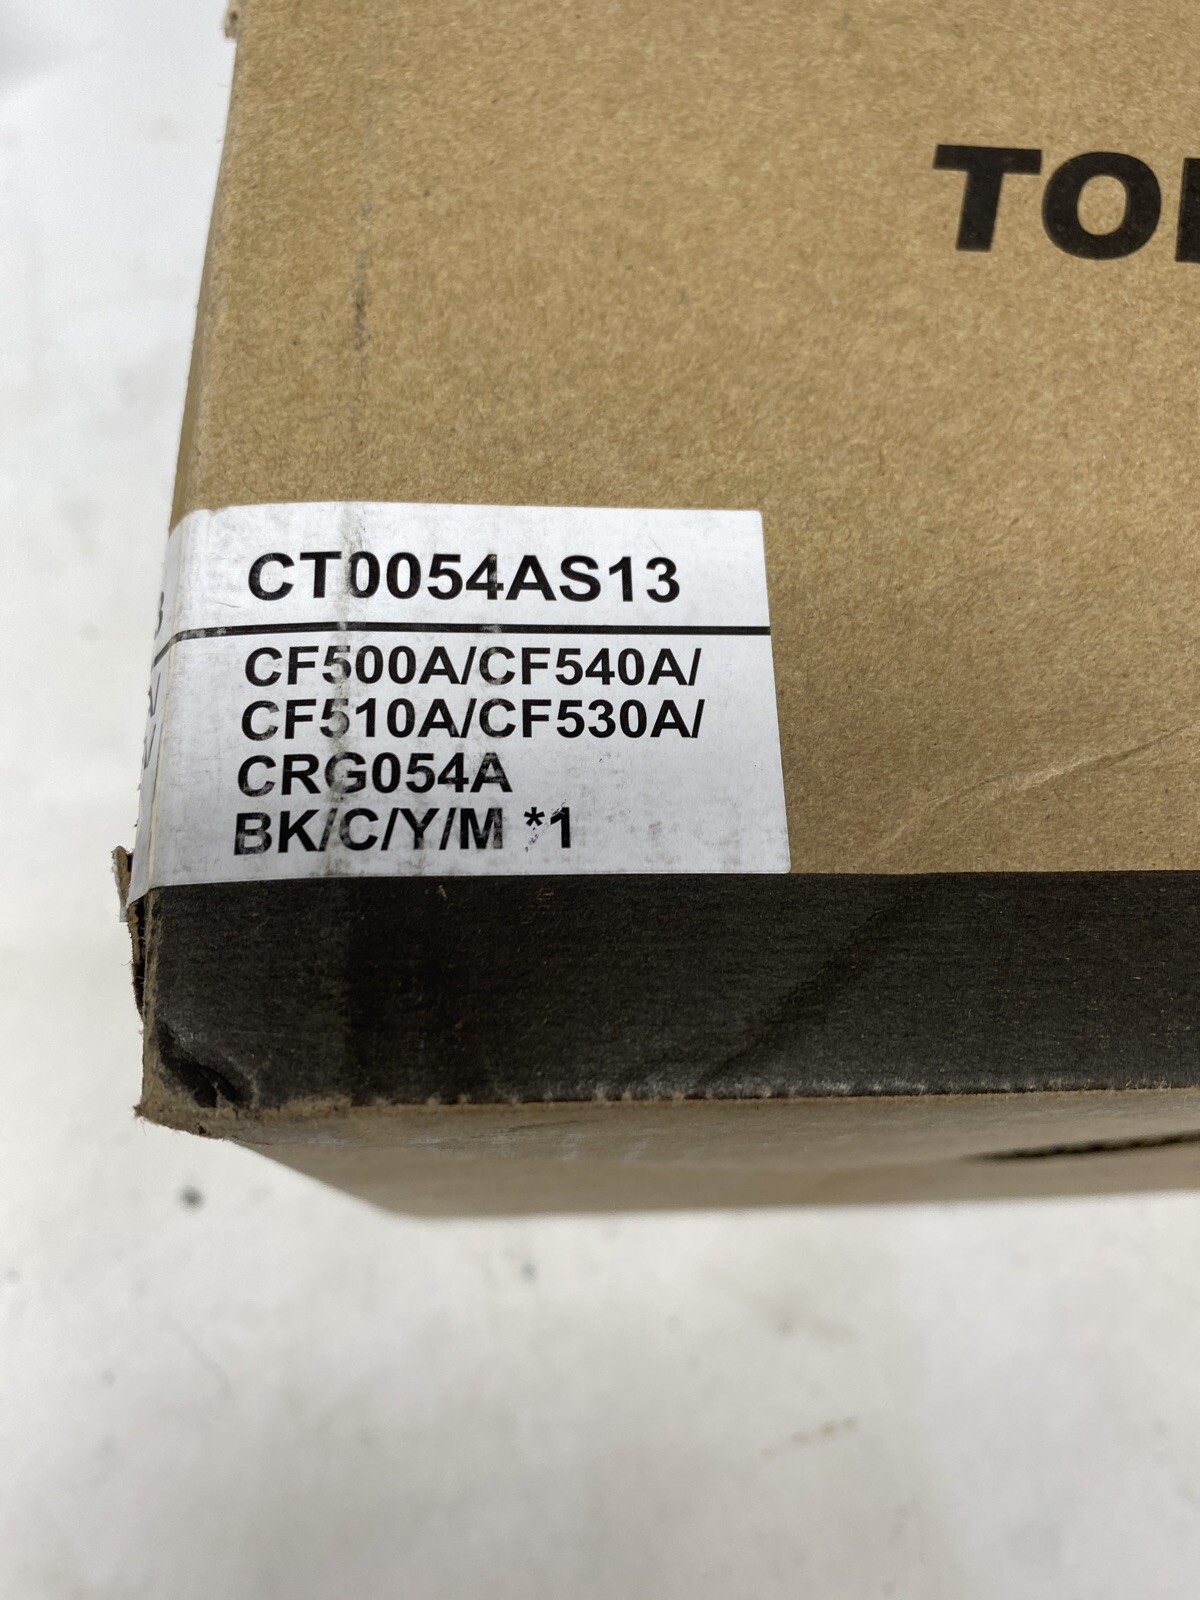 TO
CT0054AS13
CF500A/CF540A/
CF510A/CF530A/
CRG054A
BK/C/Y/M *1